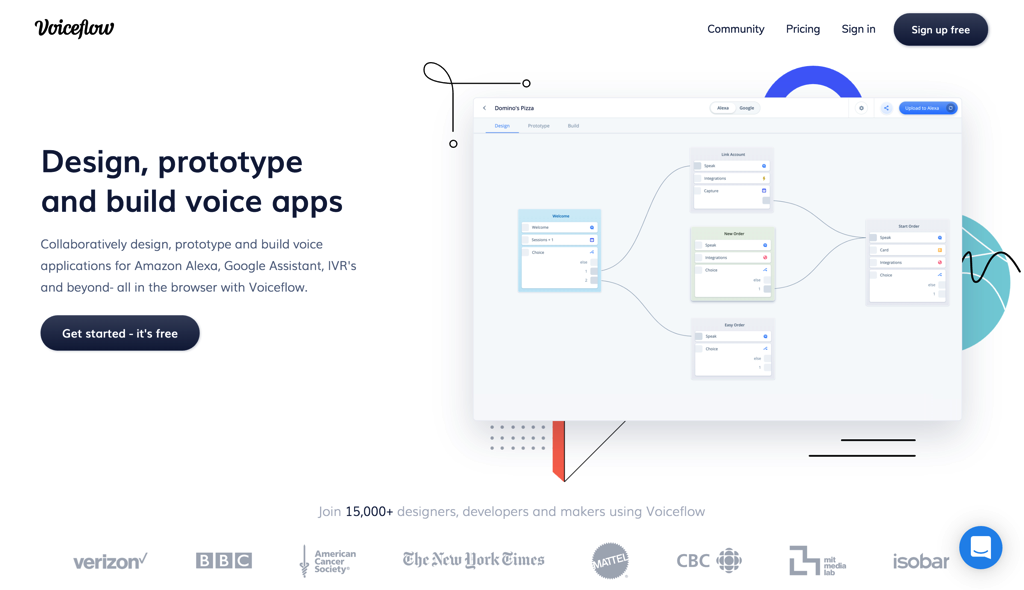 Voiceflow
Community Pricing Sign in Sign up free
Design, prototype
and build voice apps
Collaboratively design, prototype and build voice
applications for Amazon Alexa, Google Assistant, IVR's
and beyond- all in the browser with Voiceflow.
Get started - it's free
Domino's Pizza
Alexa Google
Upload to Alexa
Design Prototype Build
Welcome
Welcome
Sessions + 1
Choice
else
1
2
Link Account
Speak
Integrations
Capture
New Order
Speak
Integrations
Choice
else
1
Easy Order
Speak
Choice
else
1
Start Order
Speak
Card
Integrations
Choice
else
1
Join 15,000+ designers, developers and makers using Voiceflow
verizon
BBC
American
Cancer
Society®
The New York Times
MATTEL
CBC
mit
media
lab
isobar